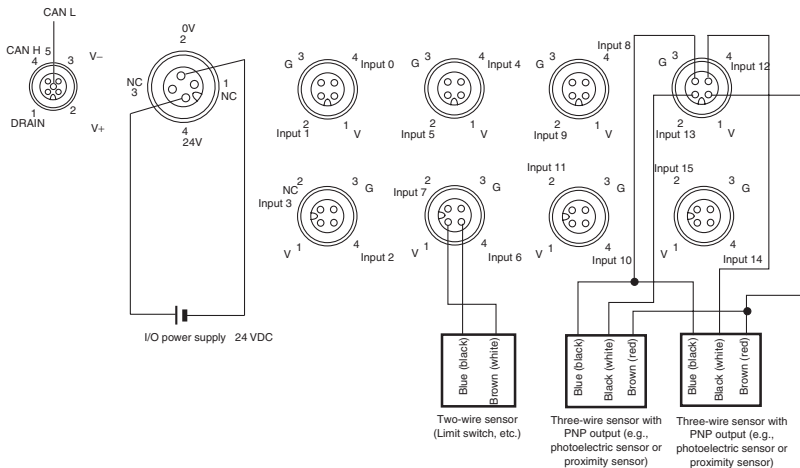 CAN L
CAN H 5
4 3
V–
1 2
DRAIN
V+
0V
2
NC
3
1
NC
4
24V
G 3 4 Input 0
Input 1 2 1 V
G 3 4 Input 4
Input 5 2 1 V
G 3 4 Input 8
Input 9 2 1 V
G 3 4 Input 12
Input 13 2 1 V
NC 2 3 G
Input 3
V 1 4 Input 2
Input 7 2 3 G
V 1 4 Input 6
Input 11
2 3 G
V 1 4 Input 10
Input 15
2 3 G
V 1 4 Input 14
I/O power supply 24 VDC
Blue (black)
Brown (white)
Blue (black)
Black (white)
Brown (red)
Blue (black)
Black (white)
Brown (red)
Two-wire sensor
(Limit switch, etc.)
Three-wire sensor with
PNP output (e.g.,
photoelectric sensor or
proximity sensor)
Three-wire sensor with
PNP output (e.g.,
photoelectric sensor or
proximity sensor)